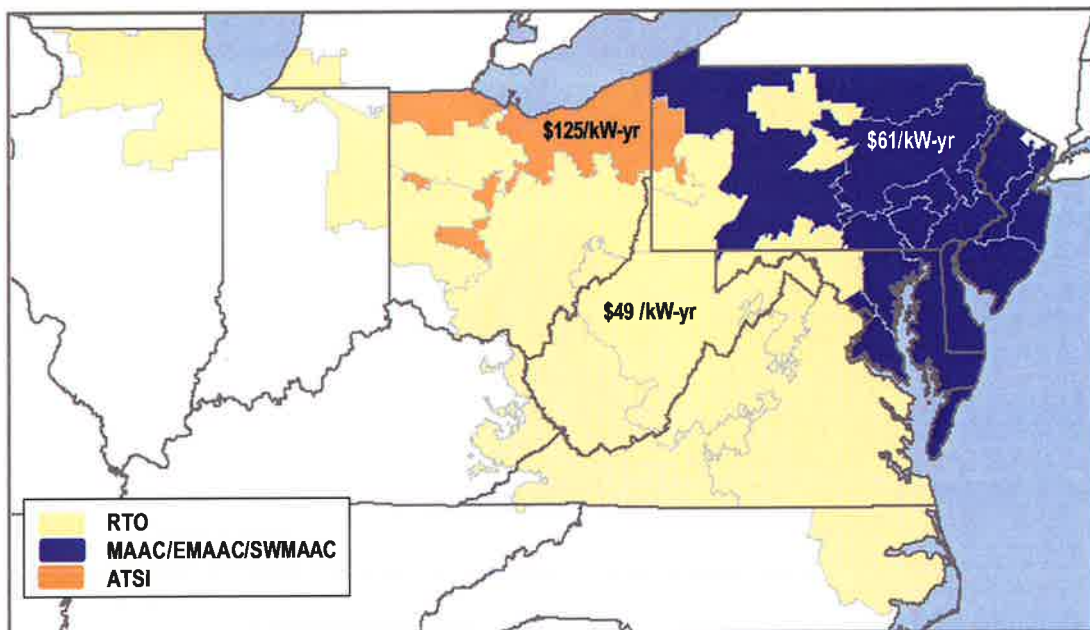 $125/kW-yr
$61/kW-yr
$49 /kW-yr
RTO
MAAC/EMAAC/SWMAAC
ATSI